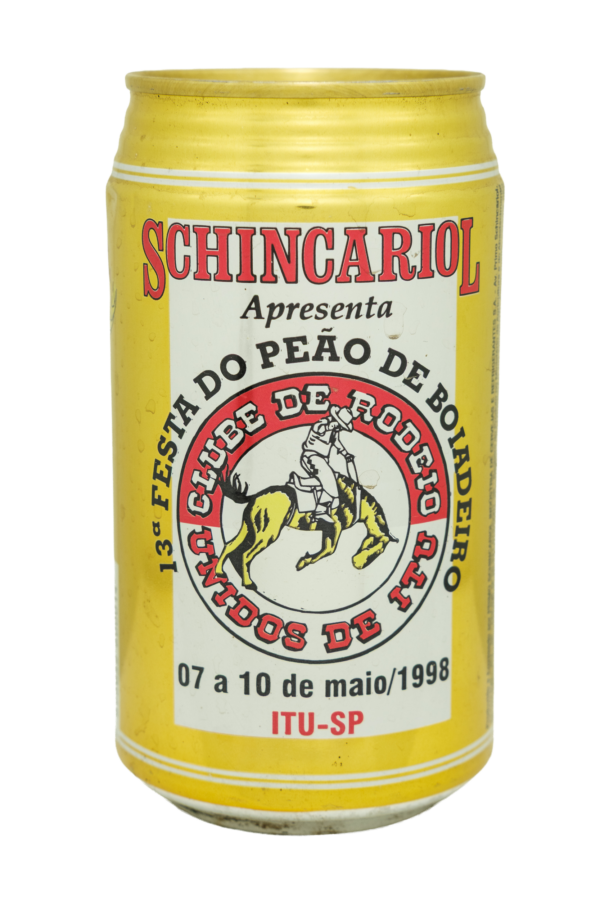 SCHINCARIOL
Apresenta
13ª FESTA DO PEÃO DE BOIADEIRO
CLUBE DE RODEIO
UNIDOS DE ITU
07 a 10 de maio/1998
ITU-SP